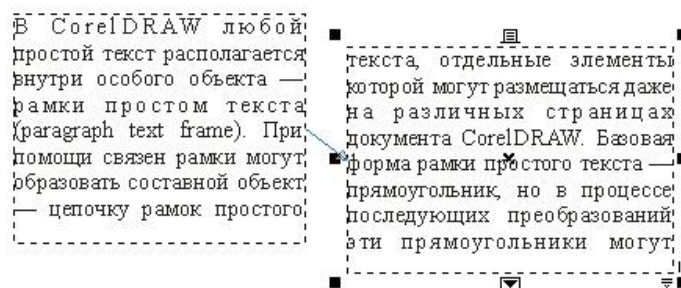 В CorelDRAW любой
простой текст располагается
внутри особого объекта —
рамки простом текста
(paragraph text frame). При
помощи связен рамки могут
образовать составной объект
— цепочку рамок простого
текста, отдельные элементы
которой могут размещаться даже
на различных страницах
документа CorelDRAW. Базовая
форма рамки простого текста —
прямоугольник, но в процессе
последующих преобразований
эти прямоугольники могут